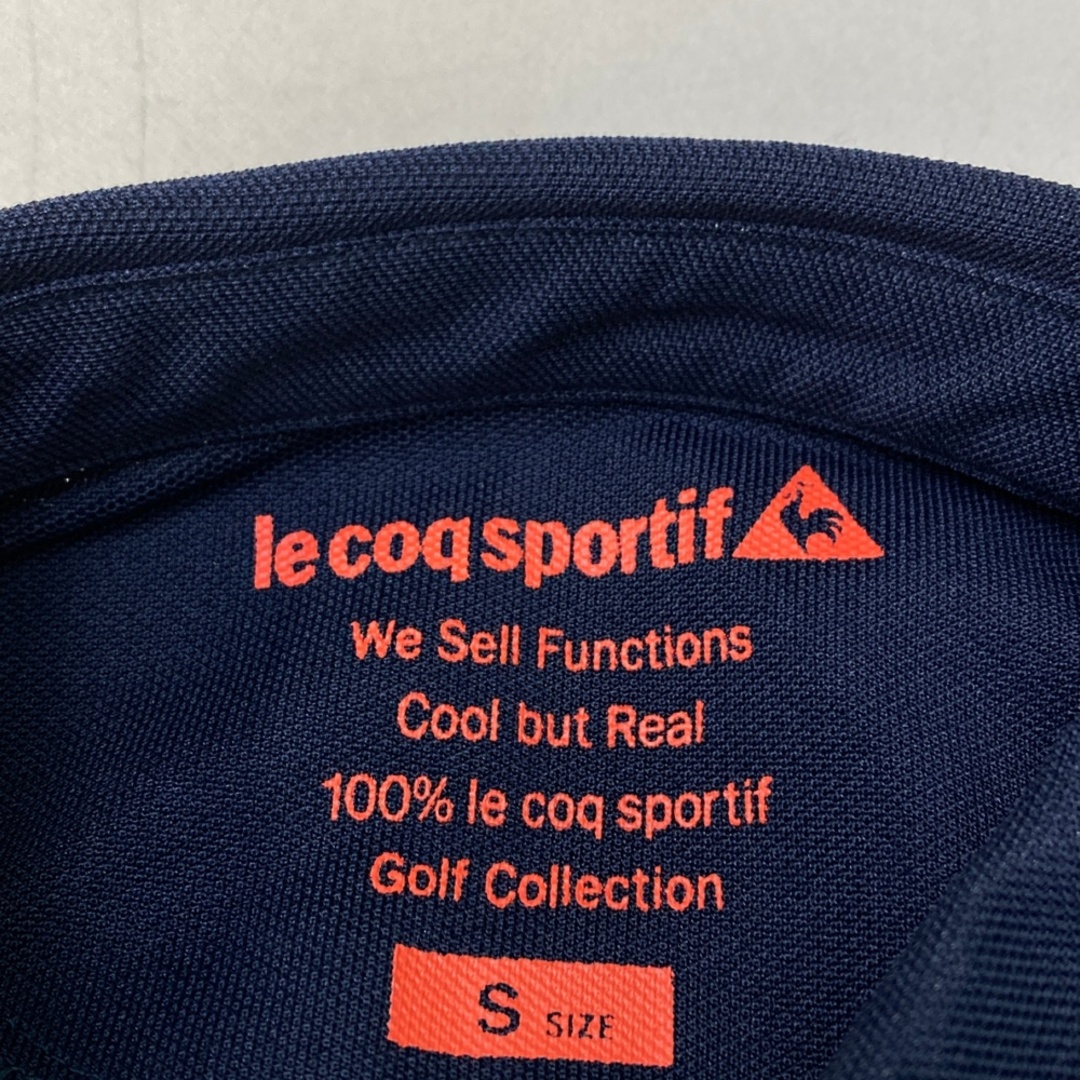 le coq sportif
We Sell Functions
Cool but Real
100% le coq sportif
Golf Collection
S SIZE